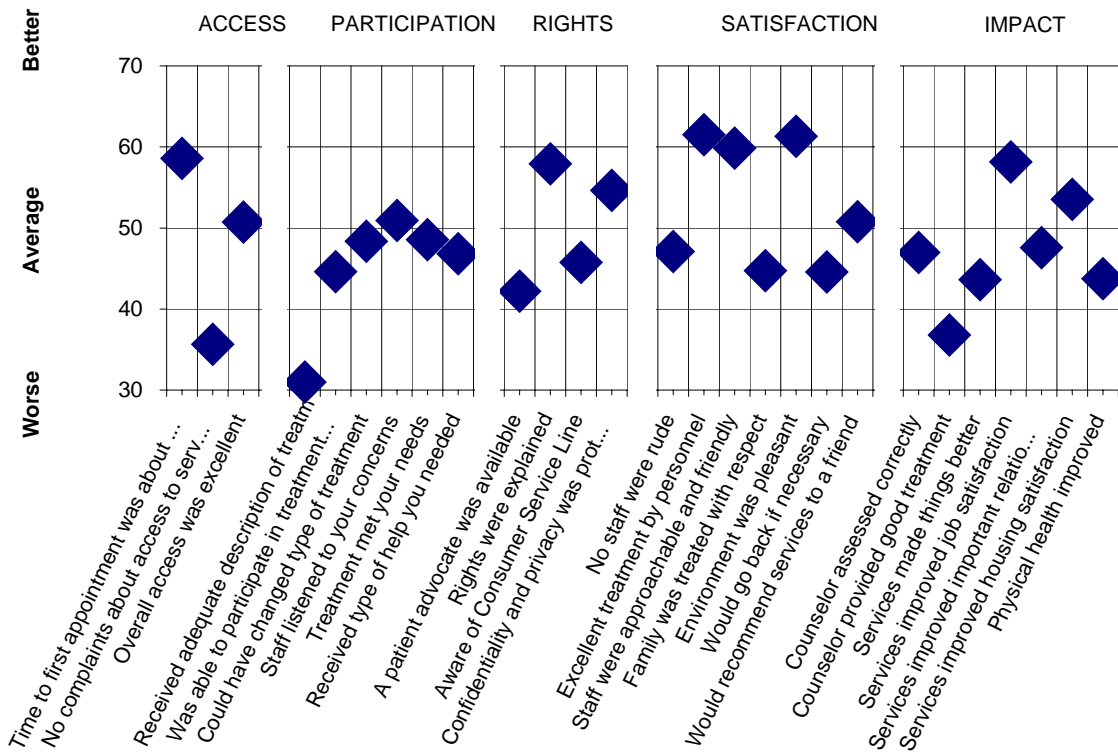 ACCESS PARTICIPATION RIGHTS SATISFACTION IMPACT
Better
Average
Worse
70
60
50
40
30
Time to first appointment was about ...
No complaints about access to serv...
Overall access was excellent
Received adequate description of treatm
Was able to participate in treatment...
Could have changed type of treatment
Staff listened to your concerns
Treatment met your needs
Received type of help you needed
A patient advocate was available
Rights were explained
Aware of Consumer Service Line
Confidentiality and privacy was prot...
No staff were rude
Excellent treatment by personnel
Staff were approachable and friendly
Family was treated with respect
Environment was pleasant
Would go back if necessary
Would recommend services to a friend
Counselor assessed correctly
Counselor provided good treatment
Services made things better
Services improved job satisfaction
Services improved important relatio...
Services improved housing satisfaction
Physical health improved